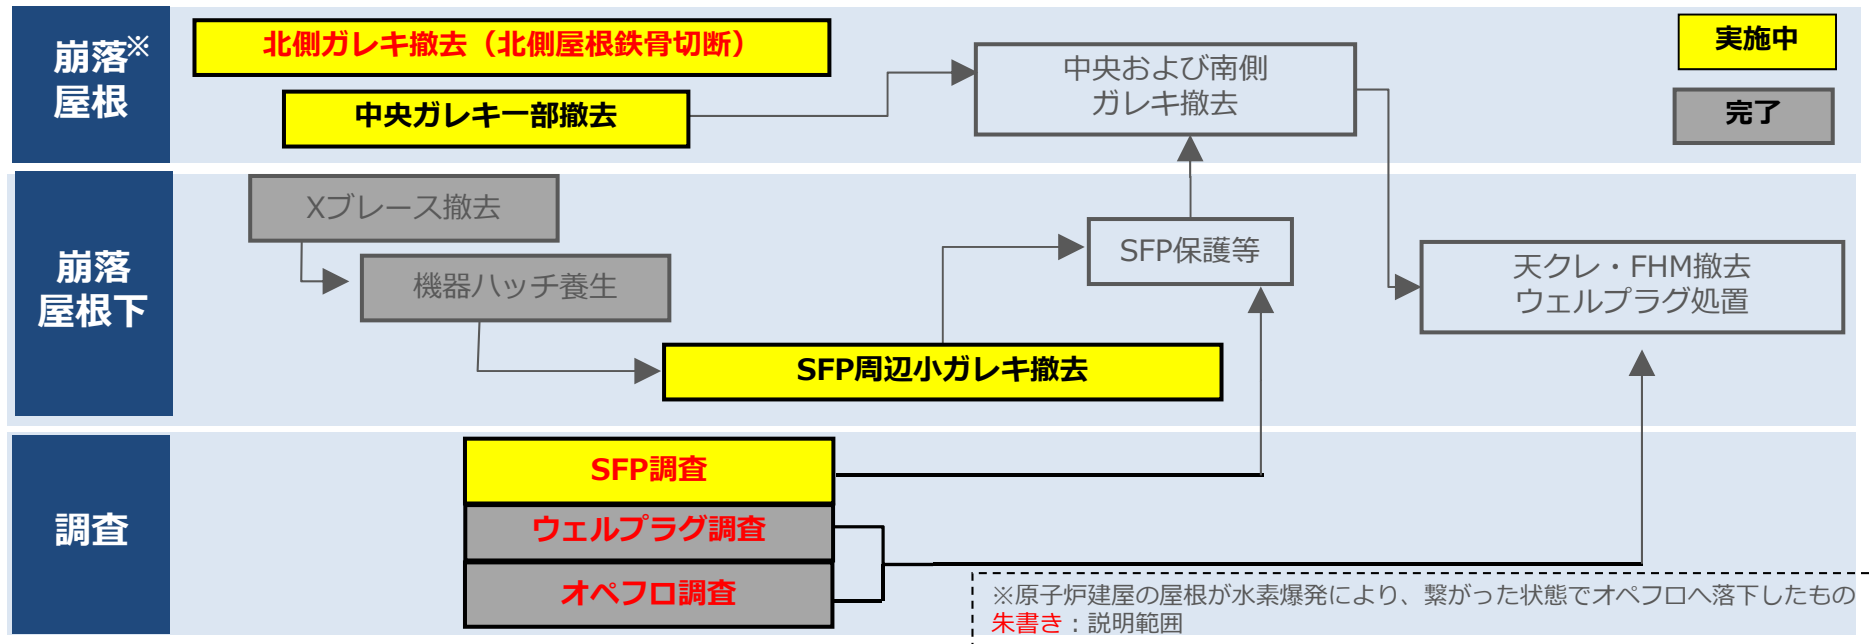 崩落※
屋根
北側ガレキ撤去（北側屋根鉄骨切断）
中央ガレキ一部撤去
中央および南側
ガレキ撤去
実施中
完了
崩落
屋根下
Xブレース撤去
機器ハッチ養生
SFP周辺小ガレキ撤去
SFP保護等
天クレ・FHM撤去
ウェルプラグ処置
調査
SFP調査
ウェルプラグ調査
オペフロ調査
※原子炉建屋の屋根が水素爆発により、繋がった状態でオペフロへ落下したもの
朱書き：説明範囲